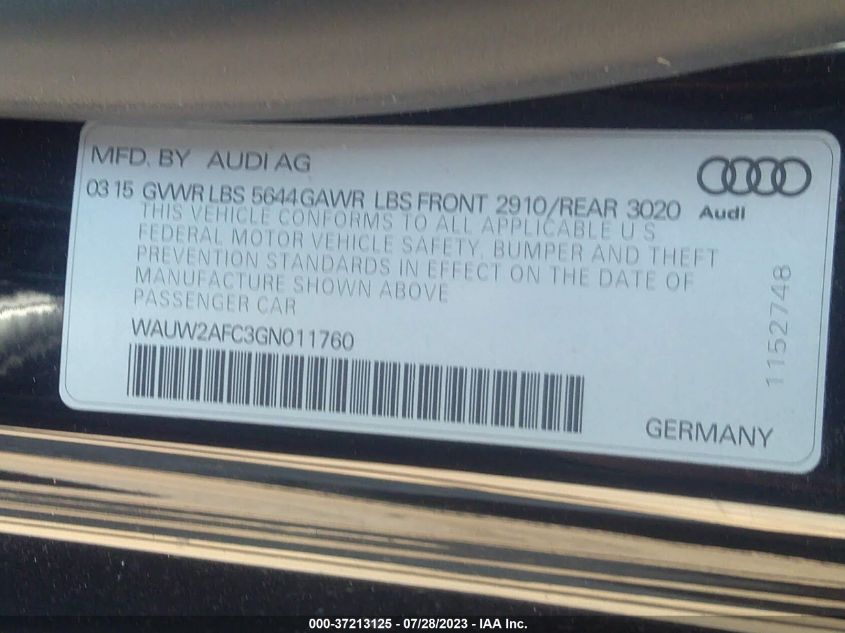 MFD. BY AUDI AG
03 15 GVWR LBS 5644 GAWR LBS FRONT 2910/REAR 3020
Audi
THIS VEHICLE CONFORMS TO ALL APPLICABLE U S
FEDERAL MOTOR VEHICLE SAFETY, BUMPER AND THEFT
PREVENTION STANDARDS IN EFFECT ON THE DATE OF
MANUFACTURE SHOWN ABOVE
PASSENGER CAR
WAUW2AFC3GN011760
1152748
GERMANY
000-37213125 - 07/28/2023 - IAA Inc.